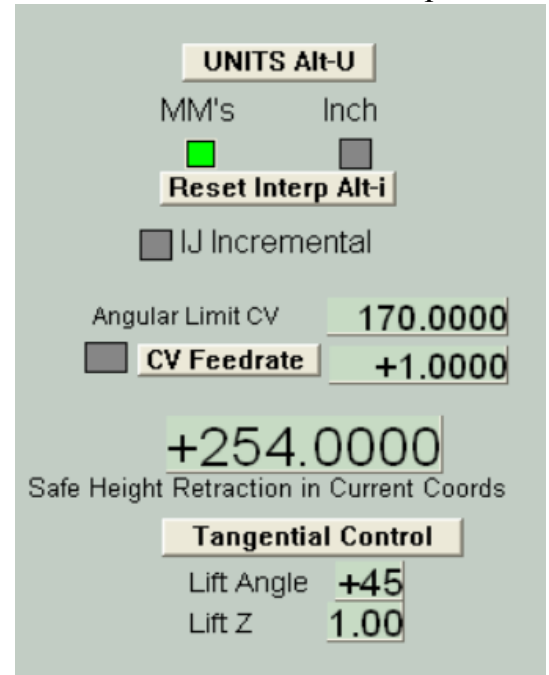 UNITS Alt-U
MM's Inch
Reset Interp Alt-i
IJ Incremental
Angular Limit CV 170.0000
CV Feedrate +1.0000
+254.0000
Safe Height Retraction in Current Coords
Tangential Control
Lift Angle +45
Lift Z 1.00